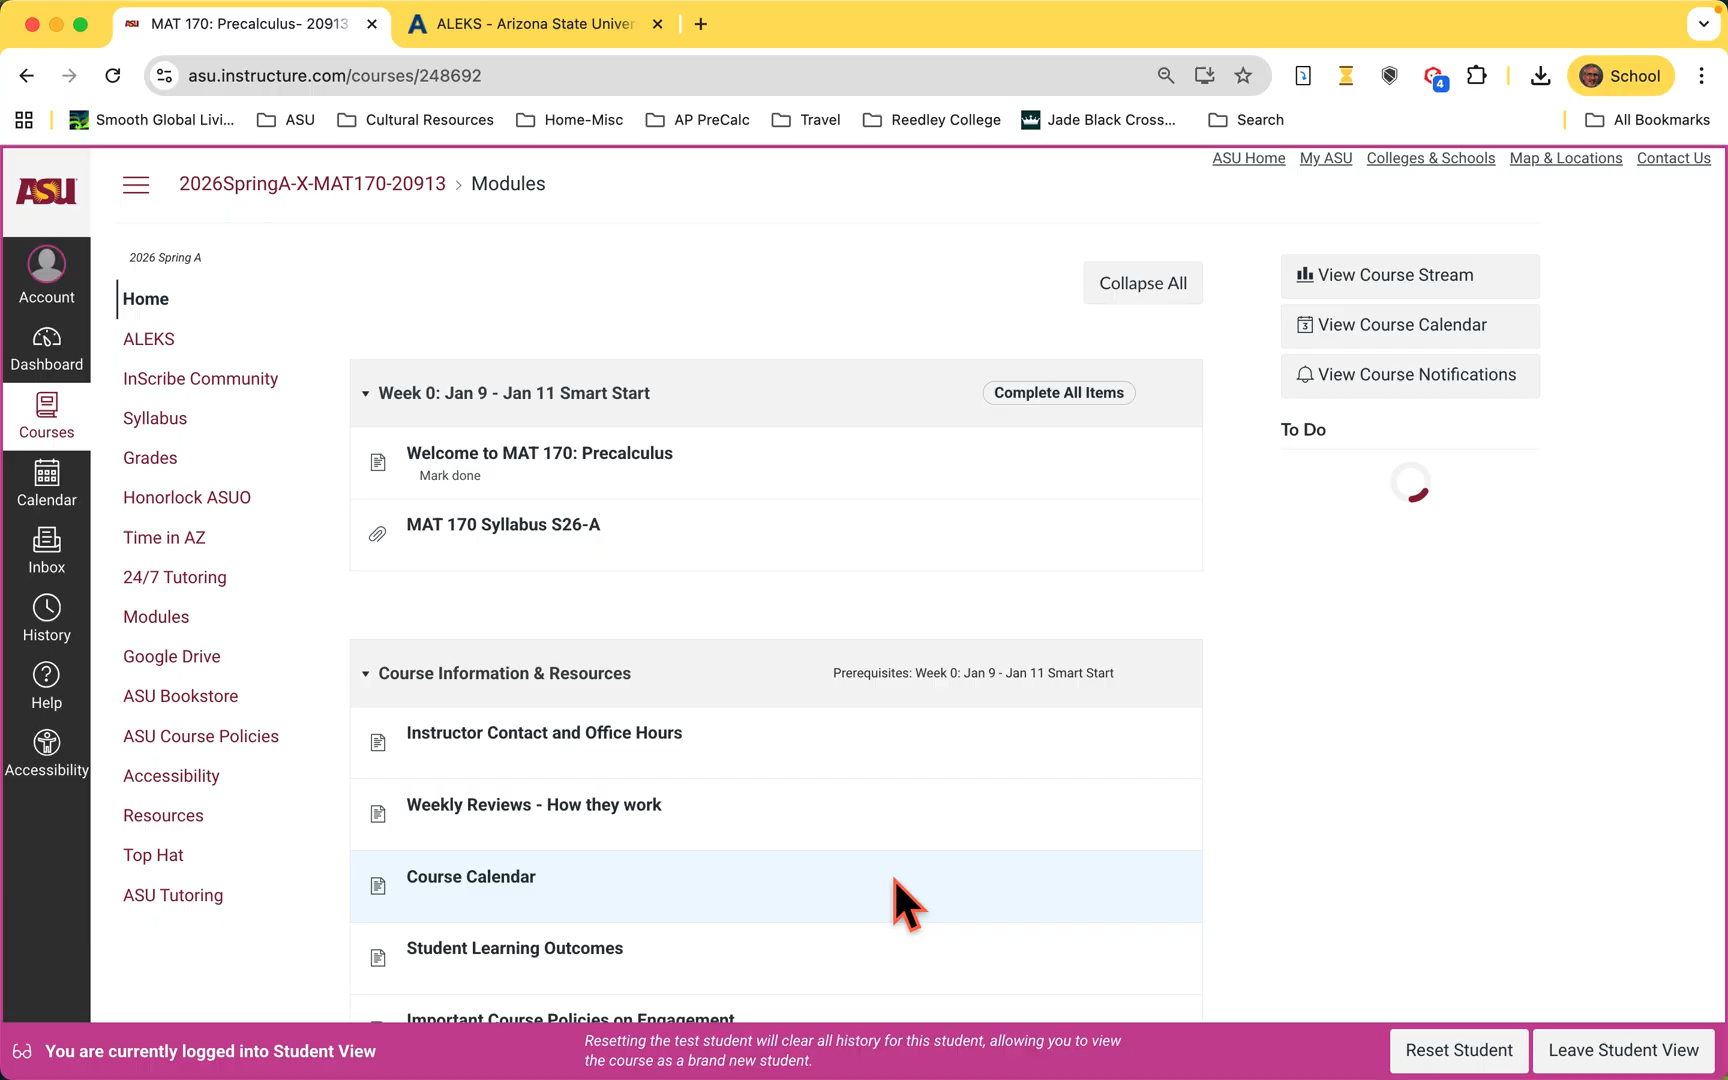 MAT 170: Precalculus- 20913
ALEKS - Arizona State Univer
asu.instructure.com/courses/248692
4
School
Smooth Global Livi...
ASU
Cultural Resources
Home-Misc
AP PreCalc
Travel
Reedley College
Jade Black Cross...
Search
All Bookmarks
ASU Home
My ASU
Colleges & Schools
Map & Locations
Contact Us
ASU
2026SpringA-X-MAT170-20913 > Modules
Account
Dashboard
Courses
Calendar
Inbox
History
Help
Accessibility
2026 Spring A
Home
ALEKS
InScribe Community
Syllabus
Grades
Honorlock ASUO
Time in AZ
24/7 Tutoring
Modules
Google Drive
ASU Bookstore
ASU Course Policies
Accessibility
Resources
Top Hat
ASU Tutoring
Collapse All
Week 0: Jan 9 - Jan 11 Smart Start
Complete All Items
Welcome to MAT 170: Precalculus
Mark done
MAT 170 Syllabus S26-A
Course Information & Resources
Prerequisites: Week 0: Jan 9 - Jan 11 Smart Start
Instructor Contact and Office Hours
Weekly Reviews - How they work
Course Calendar
Student Learning Outcomes
Important Course Policies on Engagement
View Course Stream
3
View Course Calendar
View Course Notifications
To Do
You are currently logged into Student View
Resetting the test student will clear all history for this student, allowing you to view
the course as a brand new student.
Reset Student
Leave Student View